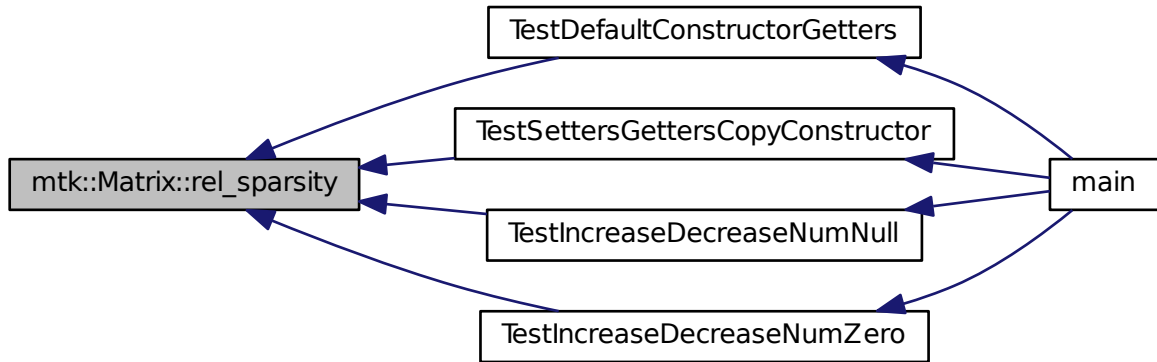 TestDefaultConstructorGetters
TestSettersGettersCopyConstructor
mtk::Matrix::rel_sparsity
main
TestIncreaseDecreaseNumNull
TestIncreaseDecreaseNumZero